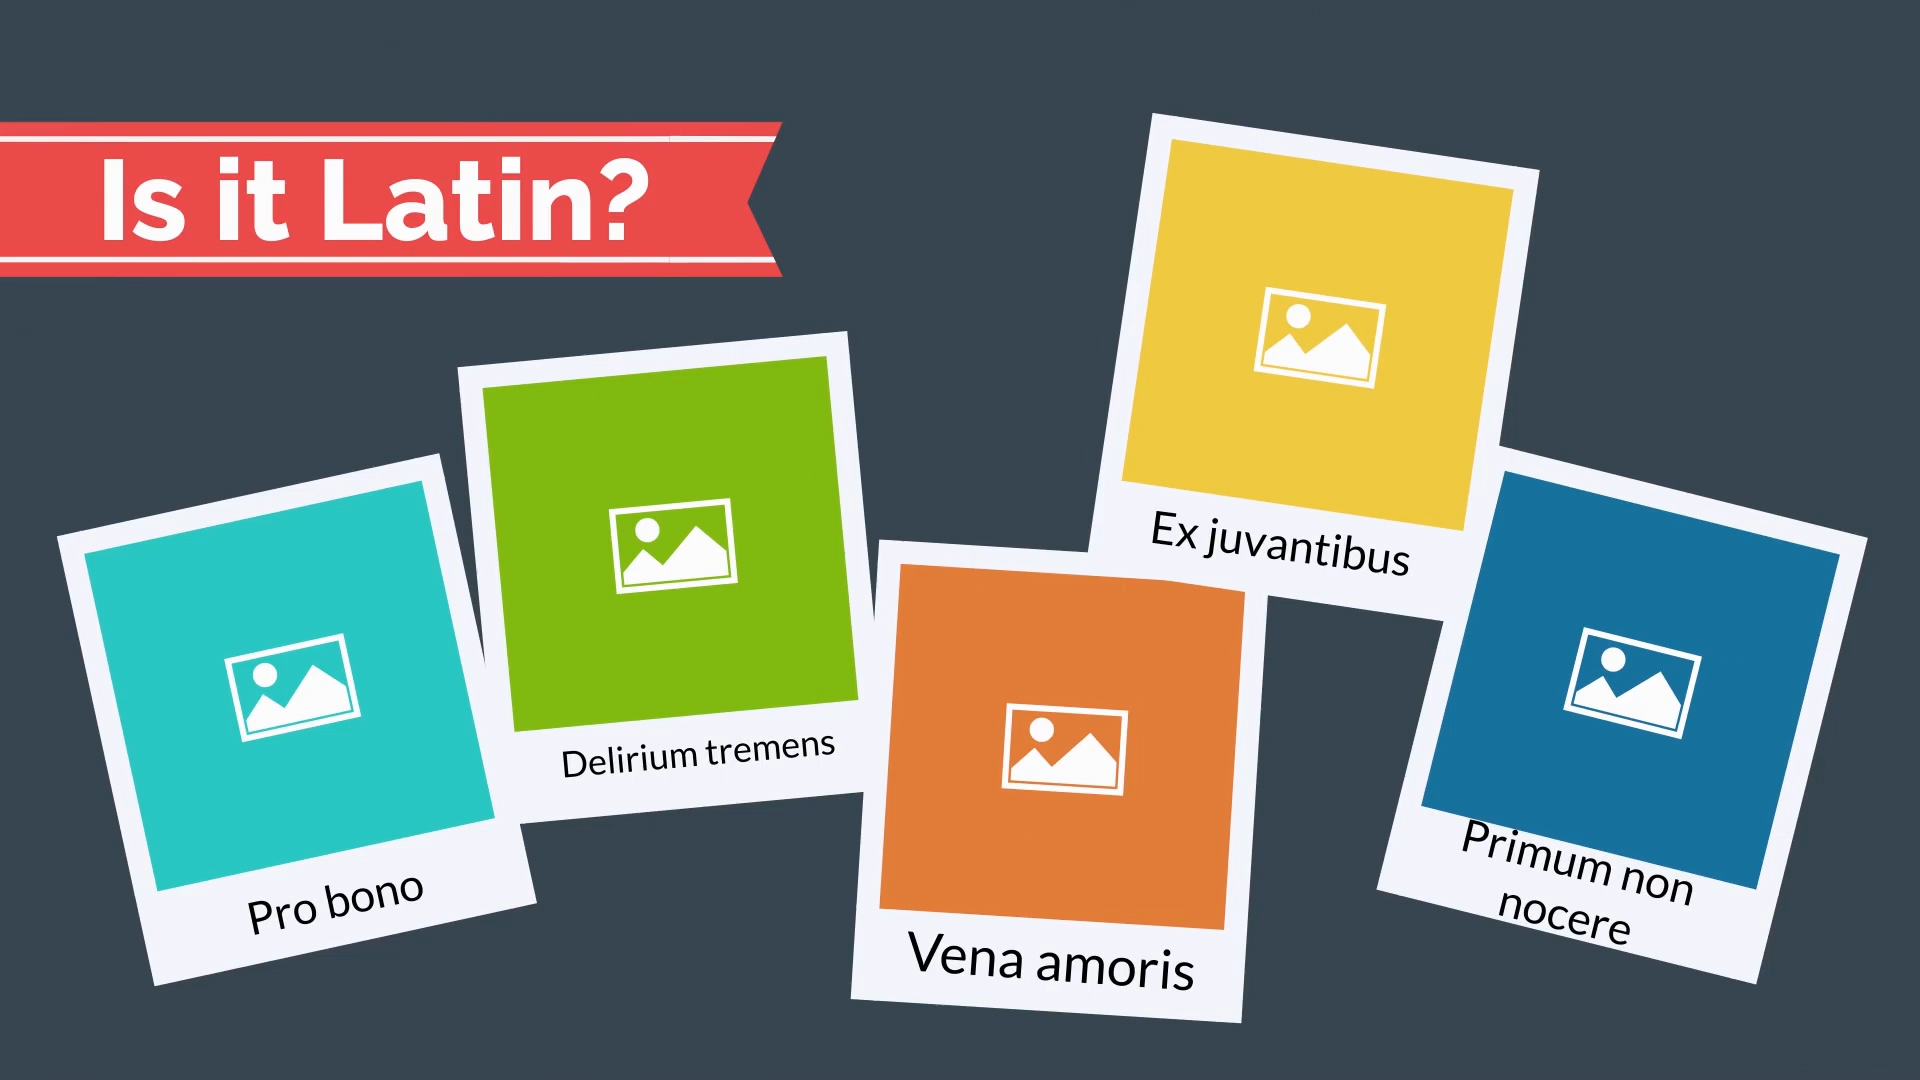 Is it Latin?
Pro bono
Delirium tremens
Vena amoris
Ex juvantibus
Primum non
nocere